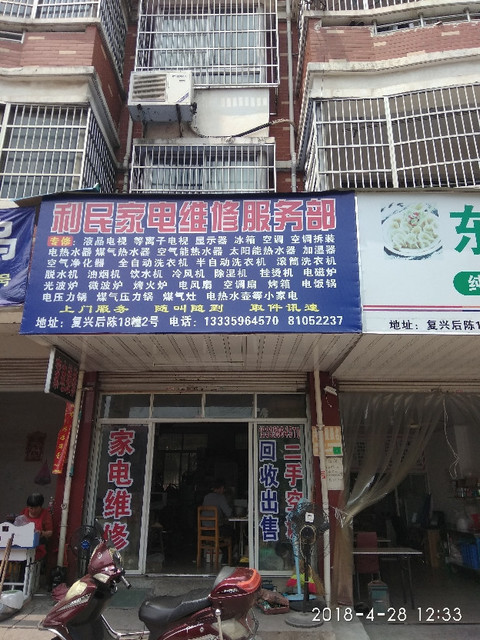 利民家电维修服务部
专修：液晶电视 等离子电视 显示器 冰箱 空调 空调拆装
电热水器 煤气热水器 空气能热水器 太阳能热水器 加湿器
空气净化器 全自动洗衣机 半自动洗衣机 滚筒洗衣机
脱水机 油烟机 饮水机 冷风机 除湿机 挂烫机 电磁炉
光波炉 微波炉 烤火炉 电风扇 空调扇 烤箱 电饭锅
电压力锅 煤气压力锅 煤气灶 电热水壶等小家电
上门服务 随叫随到 取件讯速
地址：复兴后陈18幢2号 电话：13335964570 81052237
东
纯
地址：复兴后陈
号
家电维修
回收出售
二手空
2018-4-28 12:33